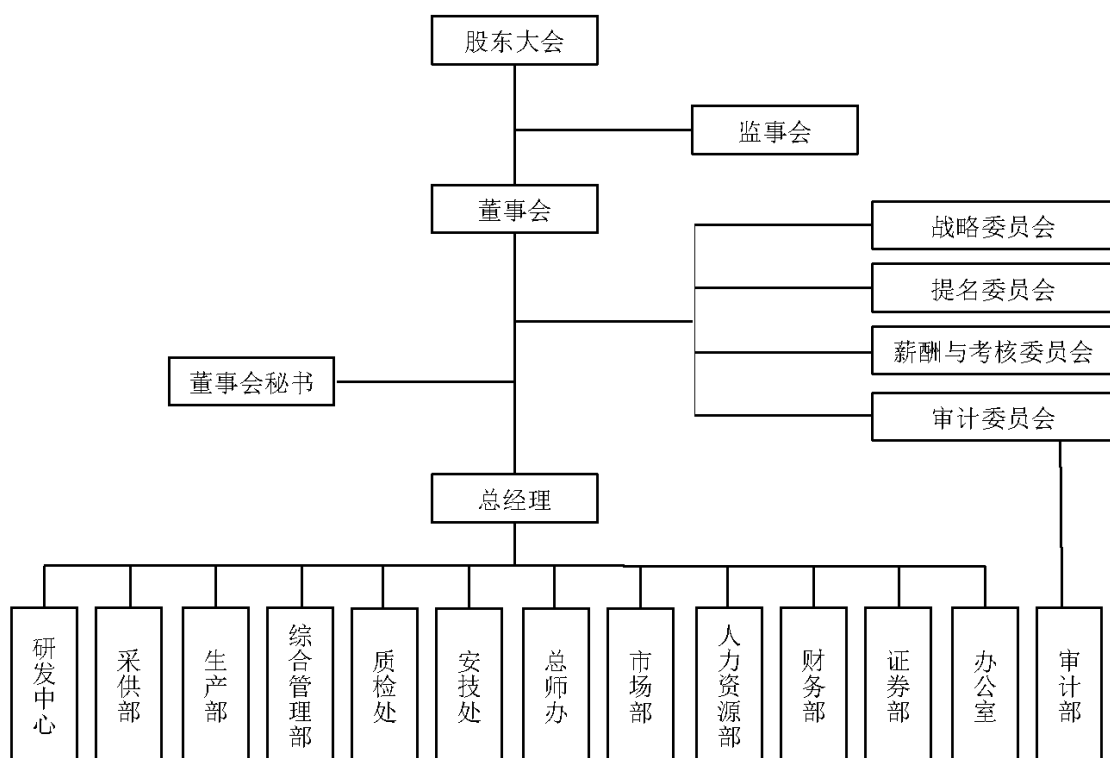 股东大会
监事会
董事会
战略委员会
提名委员会
薪酬与考核委员会
董事会秘书
审计委员会
总经理
研发中心
采供部
生产部
综合管理部
质检处
安技处
总师办
市场部
人力资源部
财务部
证券部
办公室
审计部